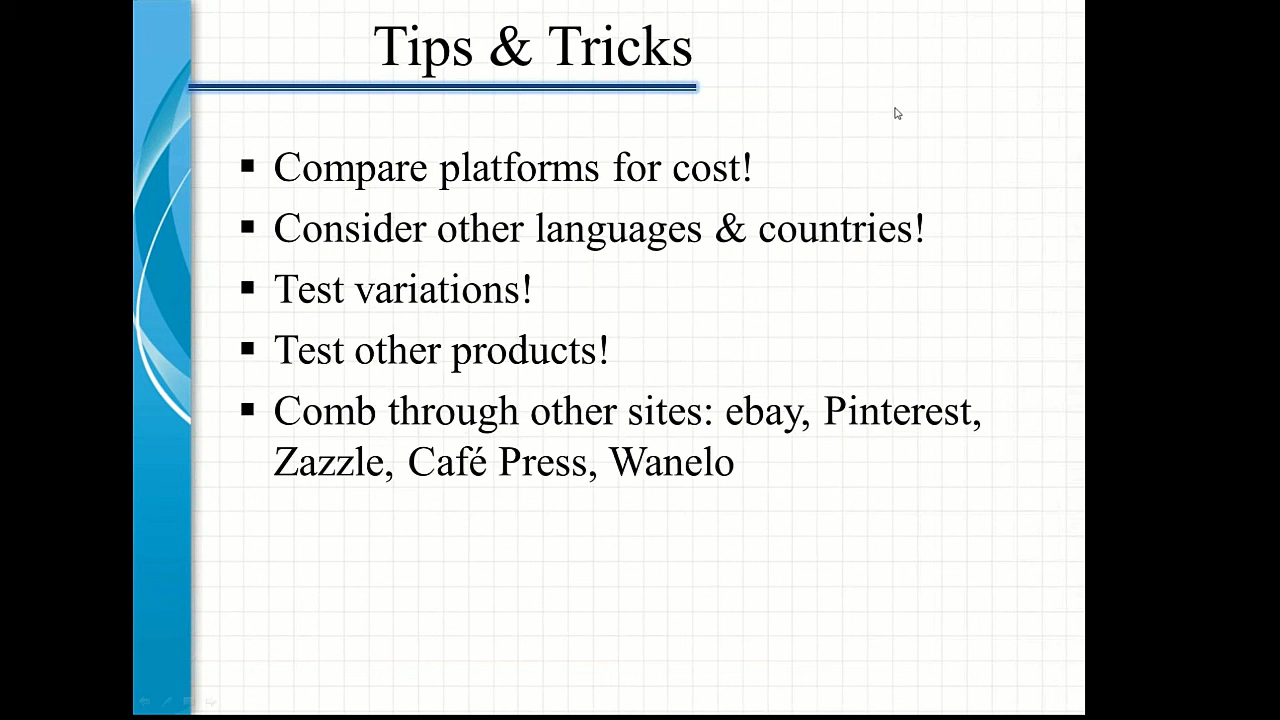 Tips & Tricks
▪ Compare platforms for cost!
▪ Consider other languages & countries!
▪ Test variations!
▪ Test other products!
▪ Comb through other sites: ebay, Pinterest,
Zazzle, Café Press, Wanelo